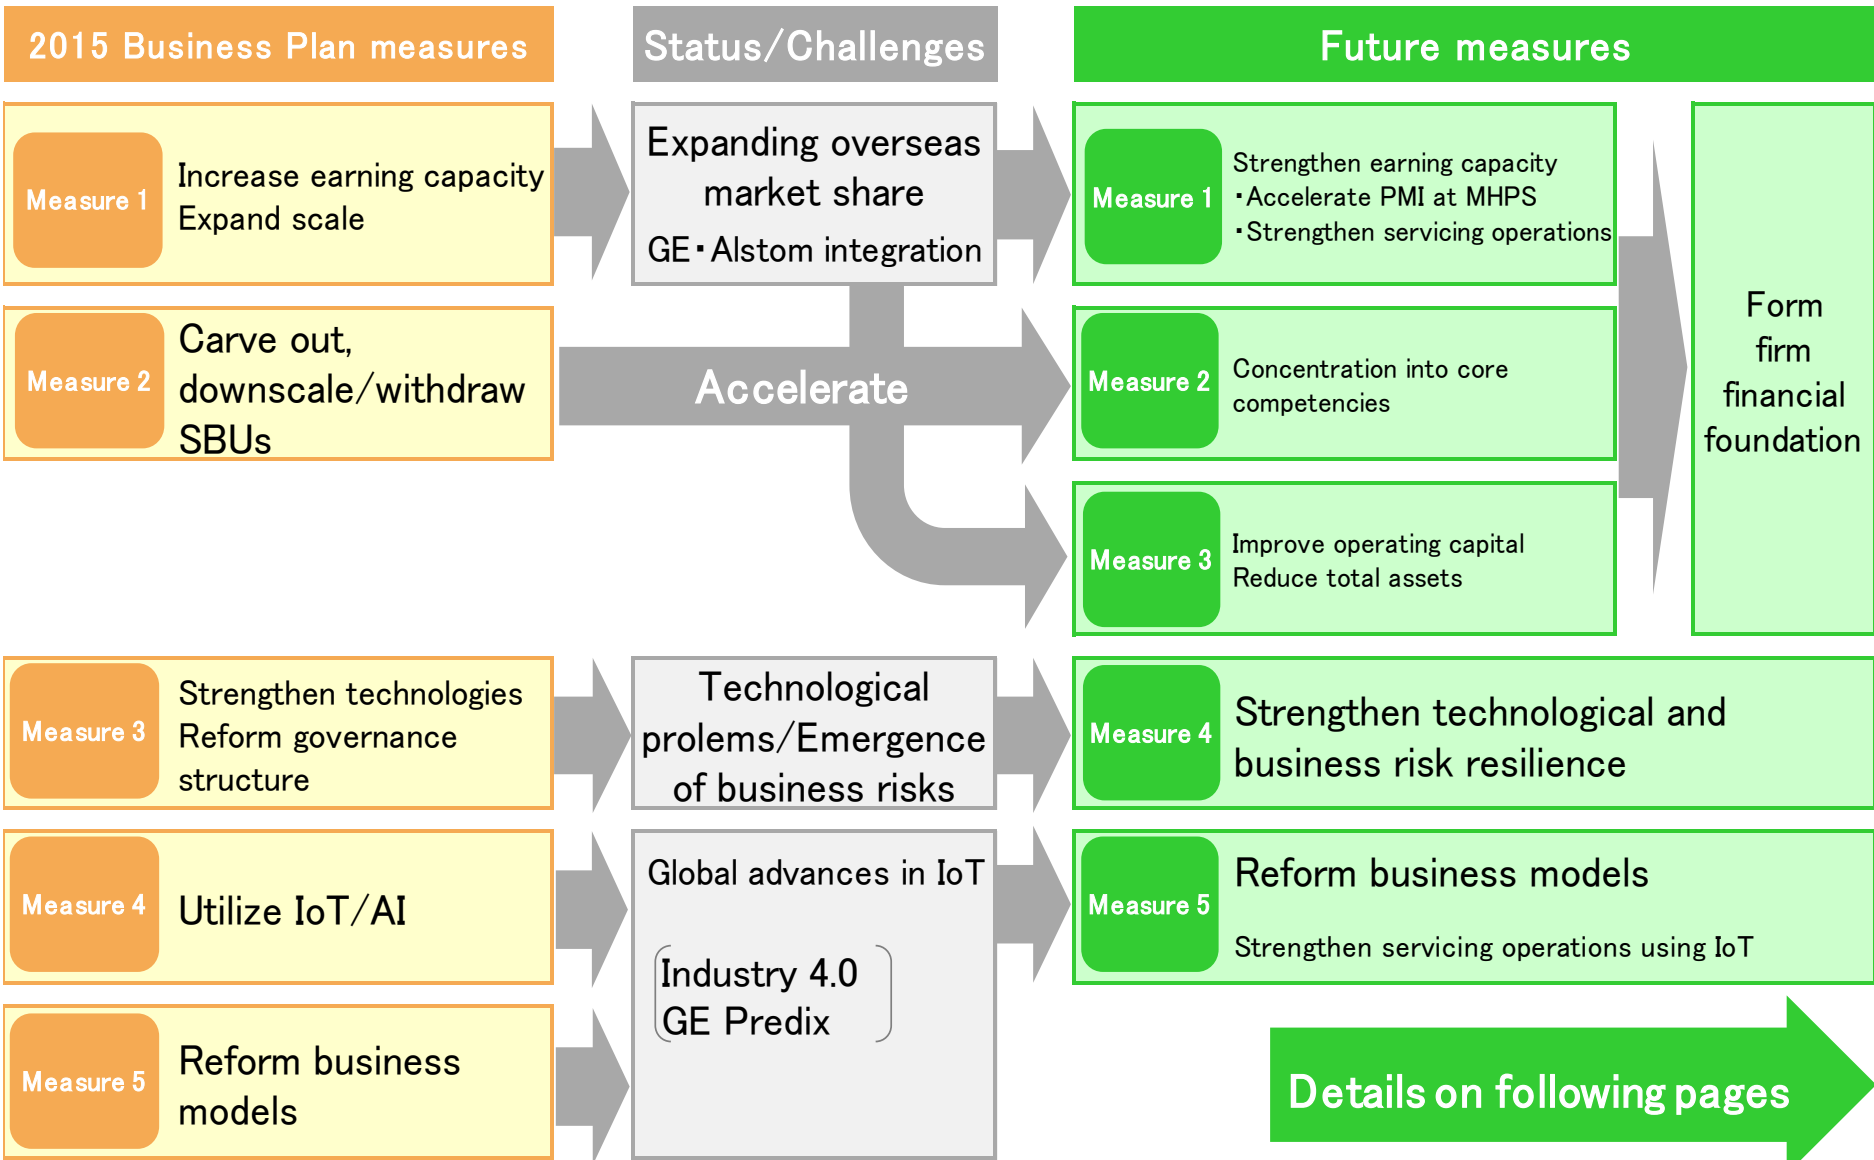 2015 Business Plan measures
Status/Challenges
Future measures
Measure 1
Increase earning capacity
Expand scale
Expanding overseas
market share
GE・Alstom integration
Measure 1
Strengthen earning capacity
・Accelerate PMI at MHPS
・Strengthen servicing operations
Measure 2
Carve out,
downscale/withdraw
SBUs
Accelerate
Measure 2
Concentration into core
competencies
Measure 3
Improve operating capital
Reduce total assets
Form
firm
financial
foundation
Measure 3
Strengthen technologies
Reform governance
structure
Technological
prolems/Emergence
of business risks
Measure 4
Strengthen technological and
business risk resilience
Measure 4
Utilize IoT/AI
Global advances in IoT
Industry 4.0
GE Predix
Measure 5
Reform business models
Strengthen servicing operations using IoT
Measure 5
Reform business
models
Details on following pages